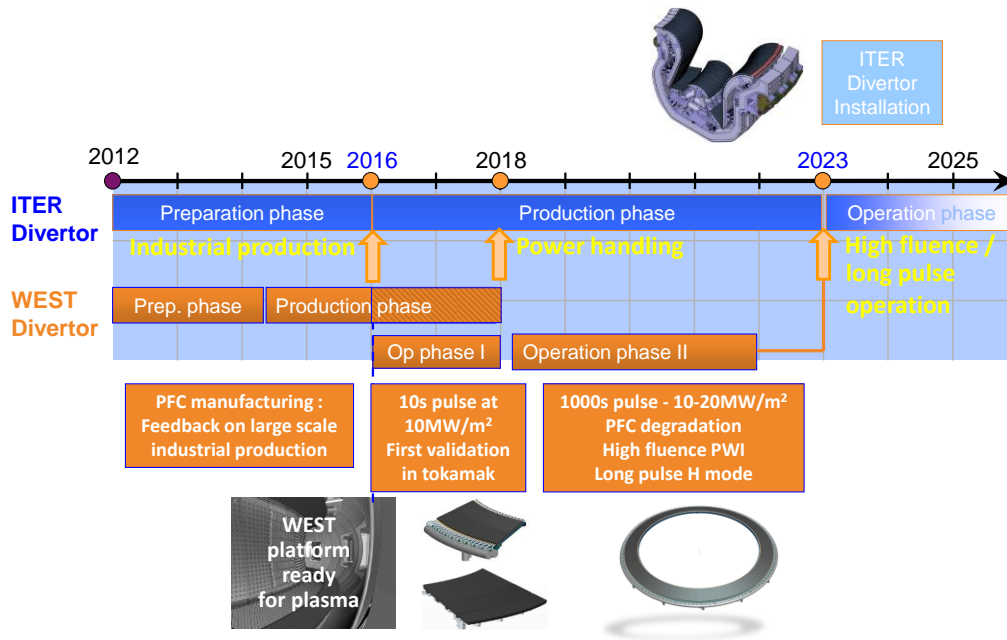 ITER
Divertor
Installation
2012
2015
2016
2018
2023
2025
ITER
Divertor
Preparation phase
Production phase
Operation phase
Industrial production
Power handling
High fluence /
long pulse
operation
WEST
Divertor
Prep. phase
Production phase
Op phase I
Operation phase II
PFC manufacturing :
Feedback on large scale
industrial production
10s pulse at
10MW/m²
First validation
in tokamak
1000s pulse - 10-20MW/m²
PFC degradation
High fluence PWI
Long pulse H mode
WEST
platform
ready
for plasma